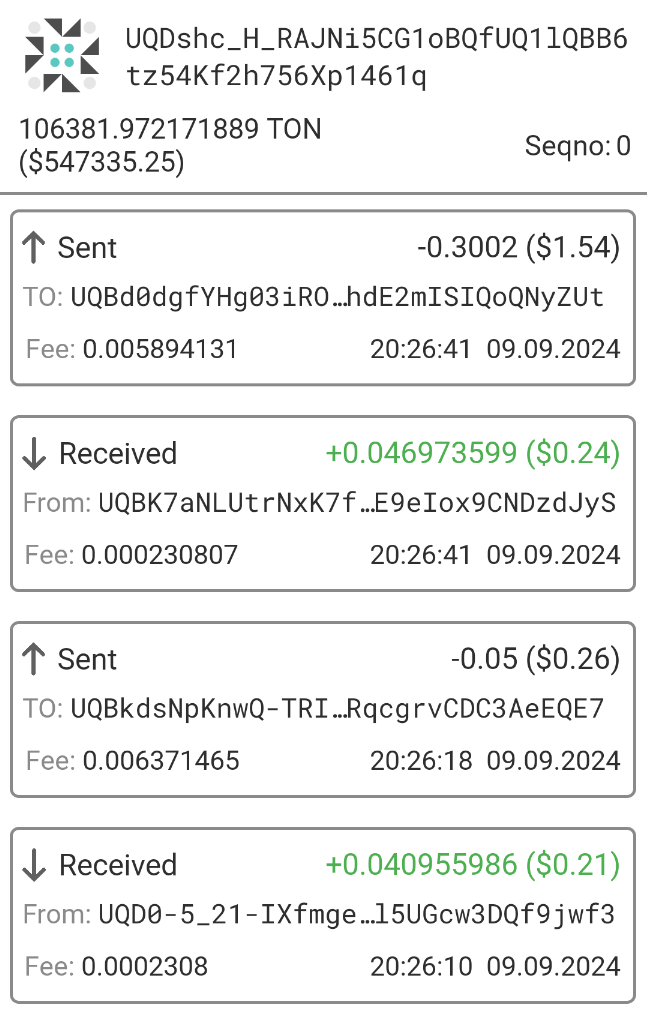 UQDshc_H_RAJNi5CG1oBQfUQ1lQBB6
tz54Kf2h756Xp1461q
106381.972171889 TON
($547335.25)
Seqno: 0
Sent -0.3002 ($1.54)
TO: UQBd0dgfYHg03iRO…hdE2mISIQoQNyZUt
Fee: 0.005894131 20:26:41 09.09.2024
Received +0.046973599 ($0.24)
From: UQBK7aNLUtrNxK7f…E9eIox9CNDzdJyS
Fee: 0.000230807 20:26:41 09.09.2024
Sent -0.05 ($0.26)
TO: UQBkdsNpKnwQ-TRI…RqcgrvCDC3AeEQE7
Fee: 0.006371465 20:26:18 09.09.2024
Received +0.040955986 ($0.21)
From: UQD0-5_21-IXfmge…l5UGcw3DQf9jwf3
Fee: 0.0002308 20:26:10 09.09.2024